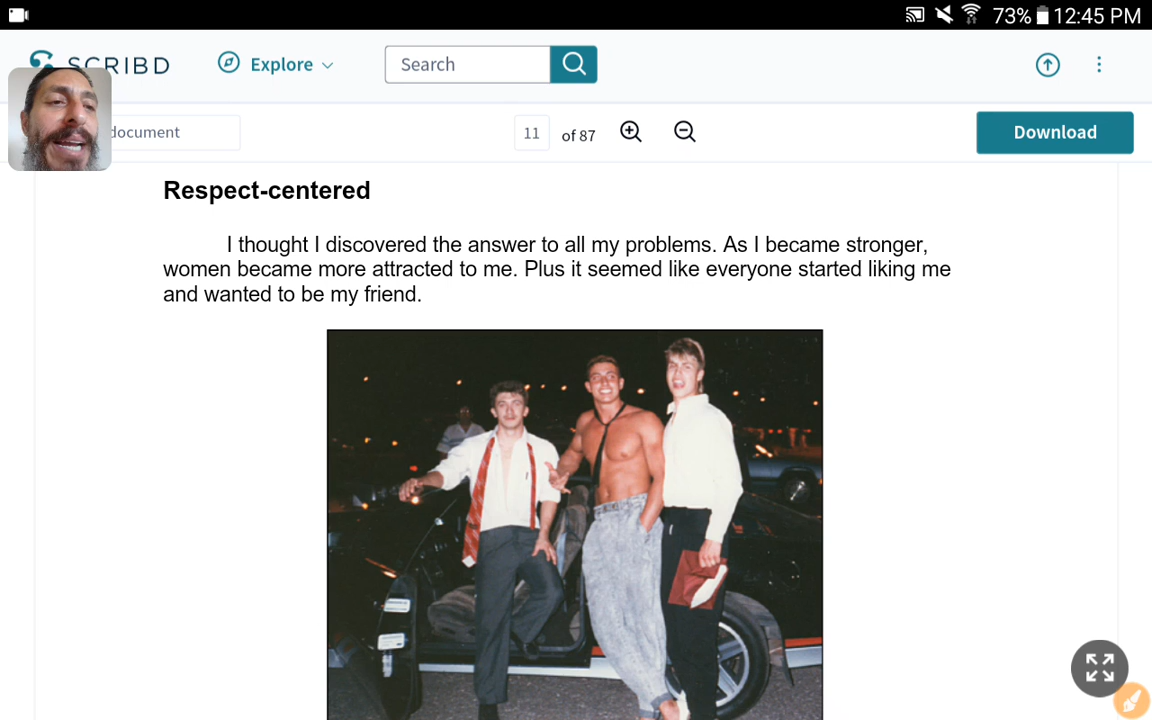 73% 12:45 PM
SCRIBD Explore Search
document 11 of 87 Download
Respect-centered
I thought I discovered the answer to all my problems. As I became stronger,
women became more attracted to me. Plus it seemed like everyone started liking me
and wanted to be my friend.